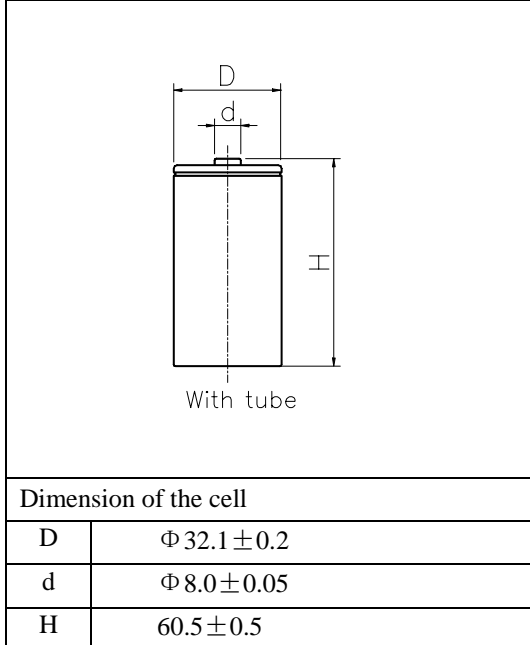 D
d
H
With tube
Dimension of the cell
D Φ32.1±0.2
d Φ8.0±0.05
H 60.5±0.5